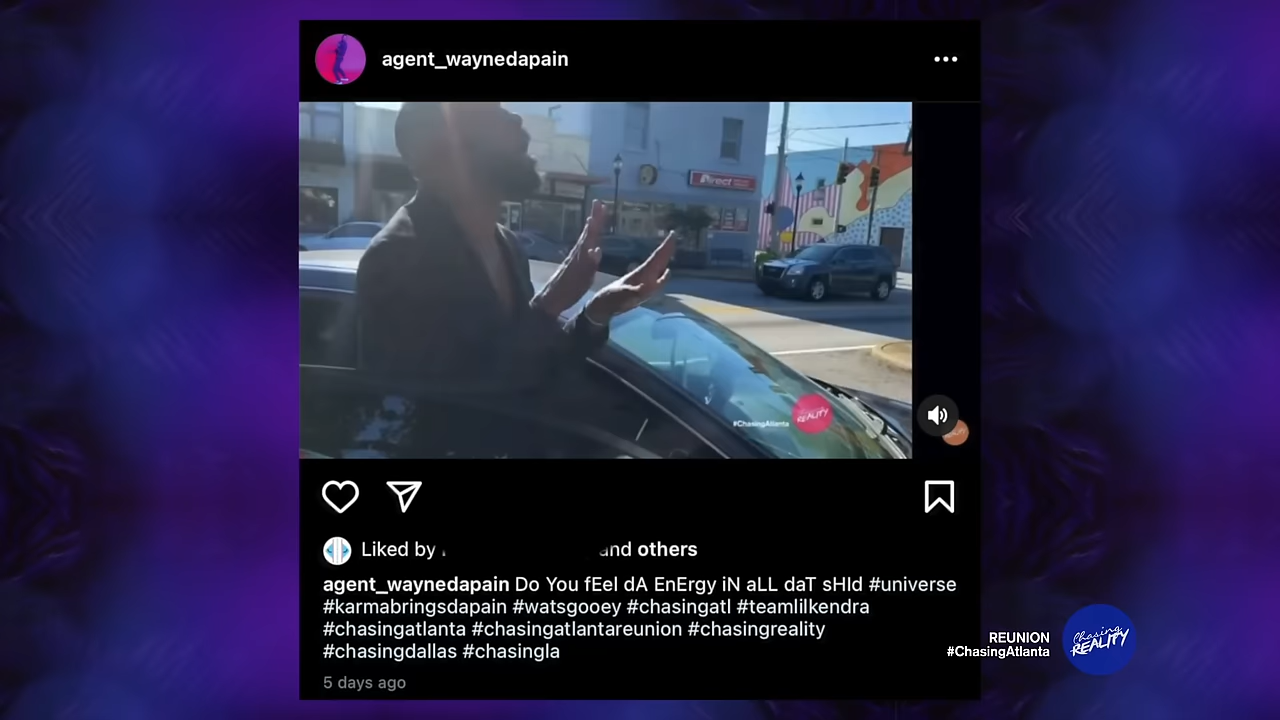 agent_waynedapain
Direct
#ChasingAtlanta
REALITY
Liked by
and others
agent_waynedapain Do You fEel dA EnErgy iN aLL daT sHId #universe
#karmabringsdapain #watsgooey #chasingatl #teamlilkendra
#chasingatlanta #chasingatlantareunion #chasingreality
#chasingdallas #chasingla
5 days ago
REUNION
#ChasingAtlanta
Chasing
REALITY